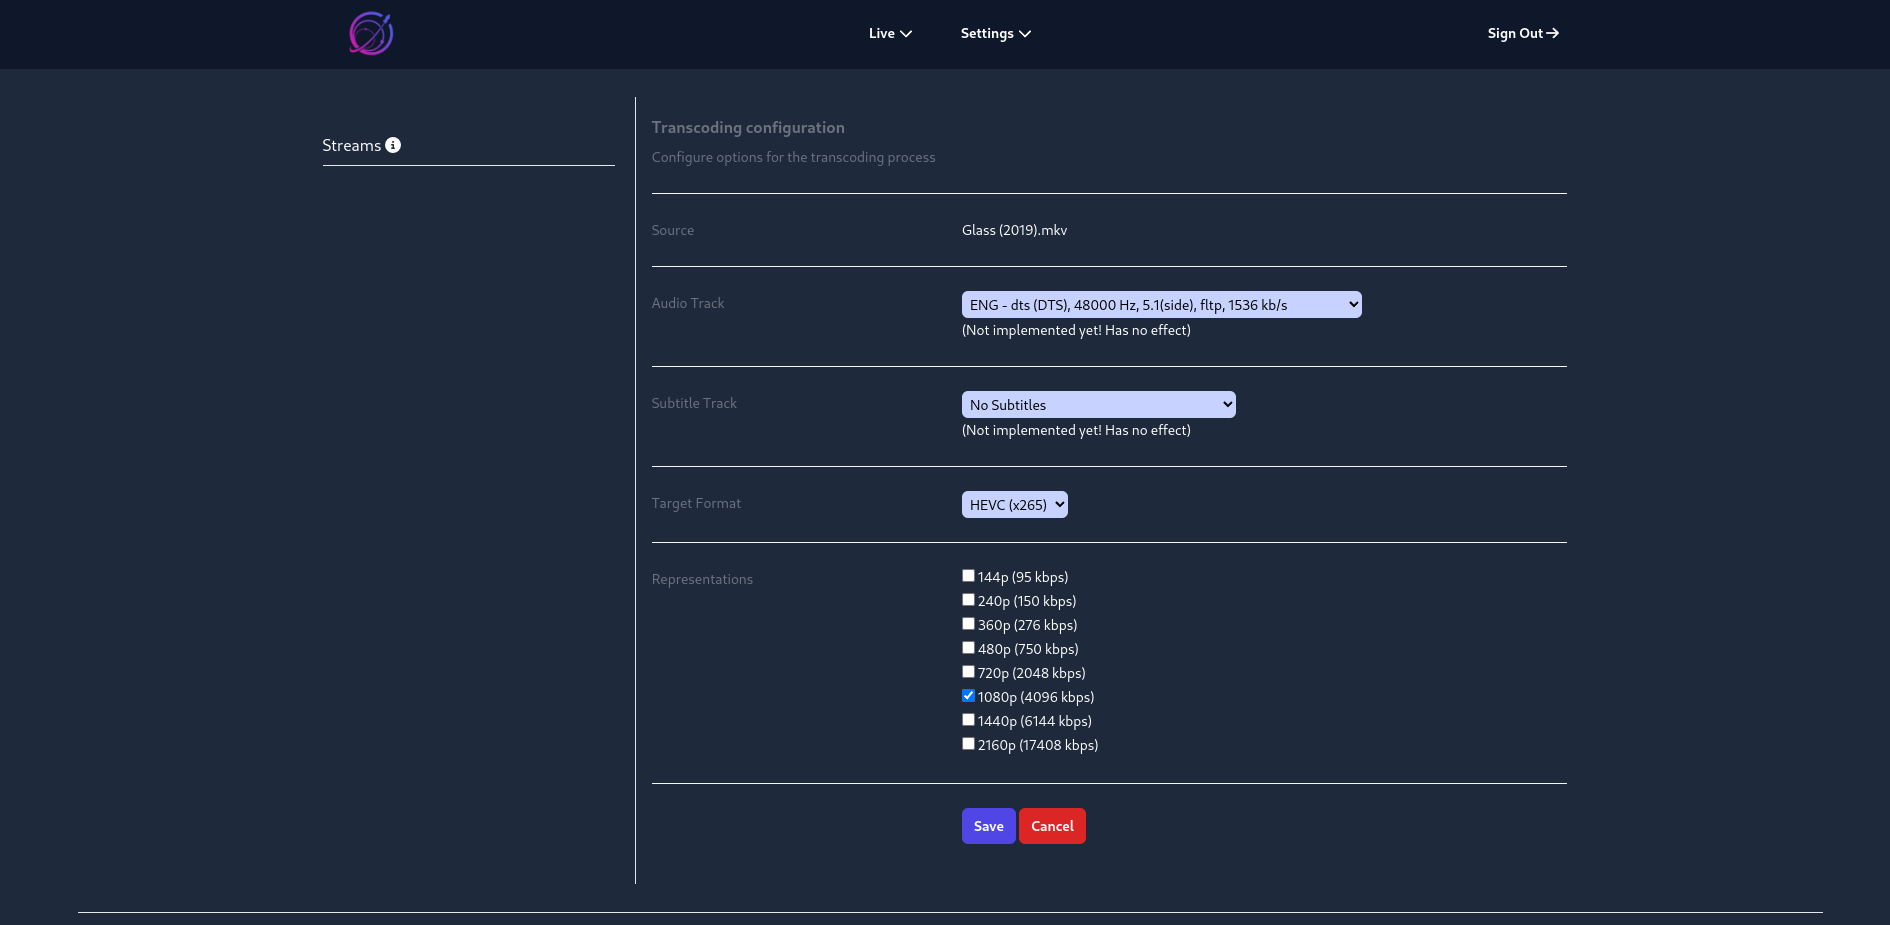 Live
Settings
Sign Out
Streams
Transcoding configuration
Configure options for the transcoding process
Source
Glass (2019).mkv
Audio Track
ENG - dts (DTS), 48000 Hz, 5.1(side), fltp, 1536 kb/s
(Not implemented yet! Has no effect)
Subtitle Track
No Subtitles
(Not implemented yet! Has no effect)
Target Format
HEVC (x265)
Representations
144p (95 kbps)
240p (150 kbps)
360p (276 kbps)
480p (750 kbps)
720p (2048 kbps)
1080p (4096 kbps)
1440p (6144 kbps)
2160p (17408 kbps)
Save
Cancel